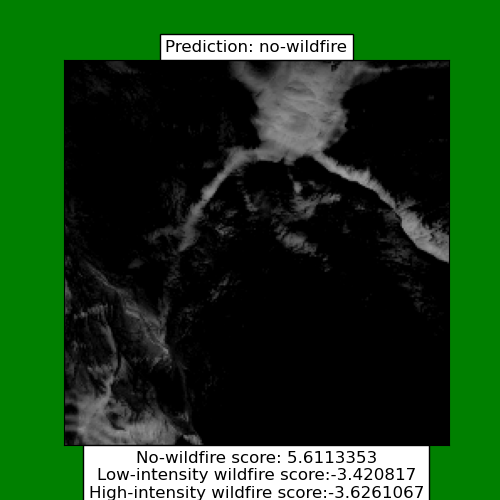 Prediction: no-wildfire
No-wildfire score: 5.6113353
Low-intensity wildfire score:-3.420817
High-intensity wildfire score:-3.6261067